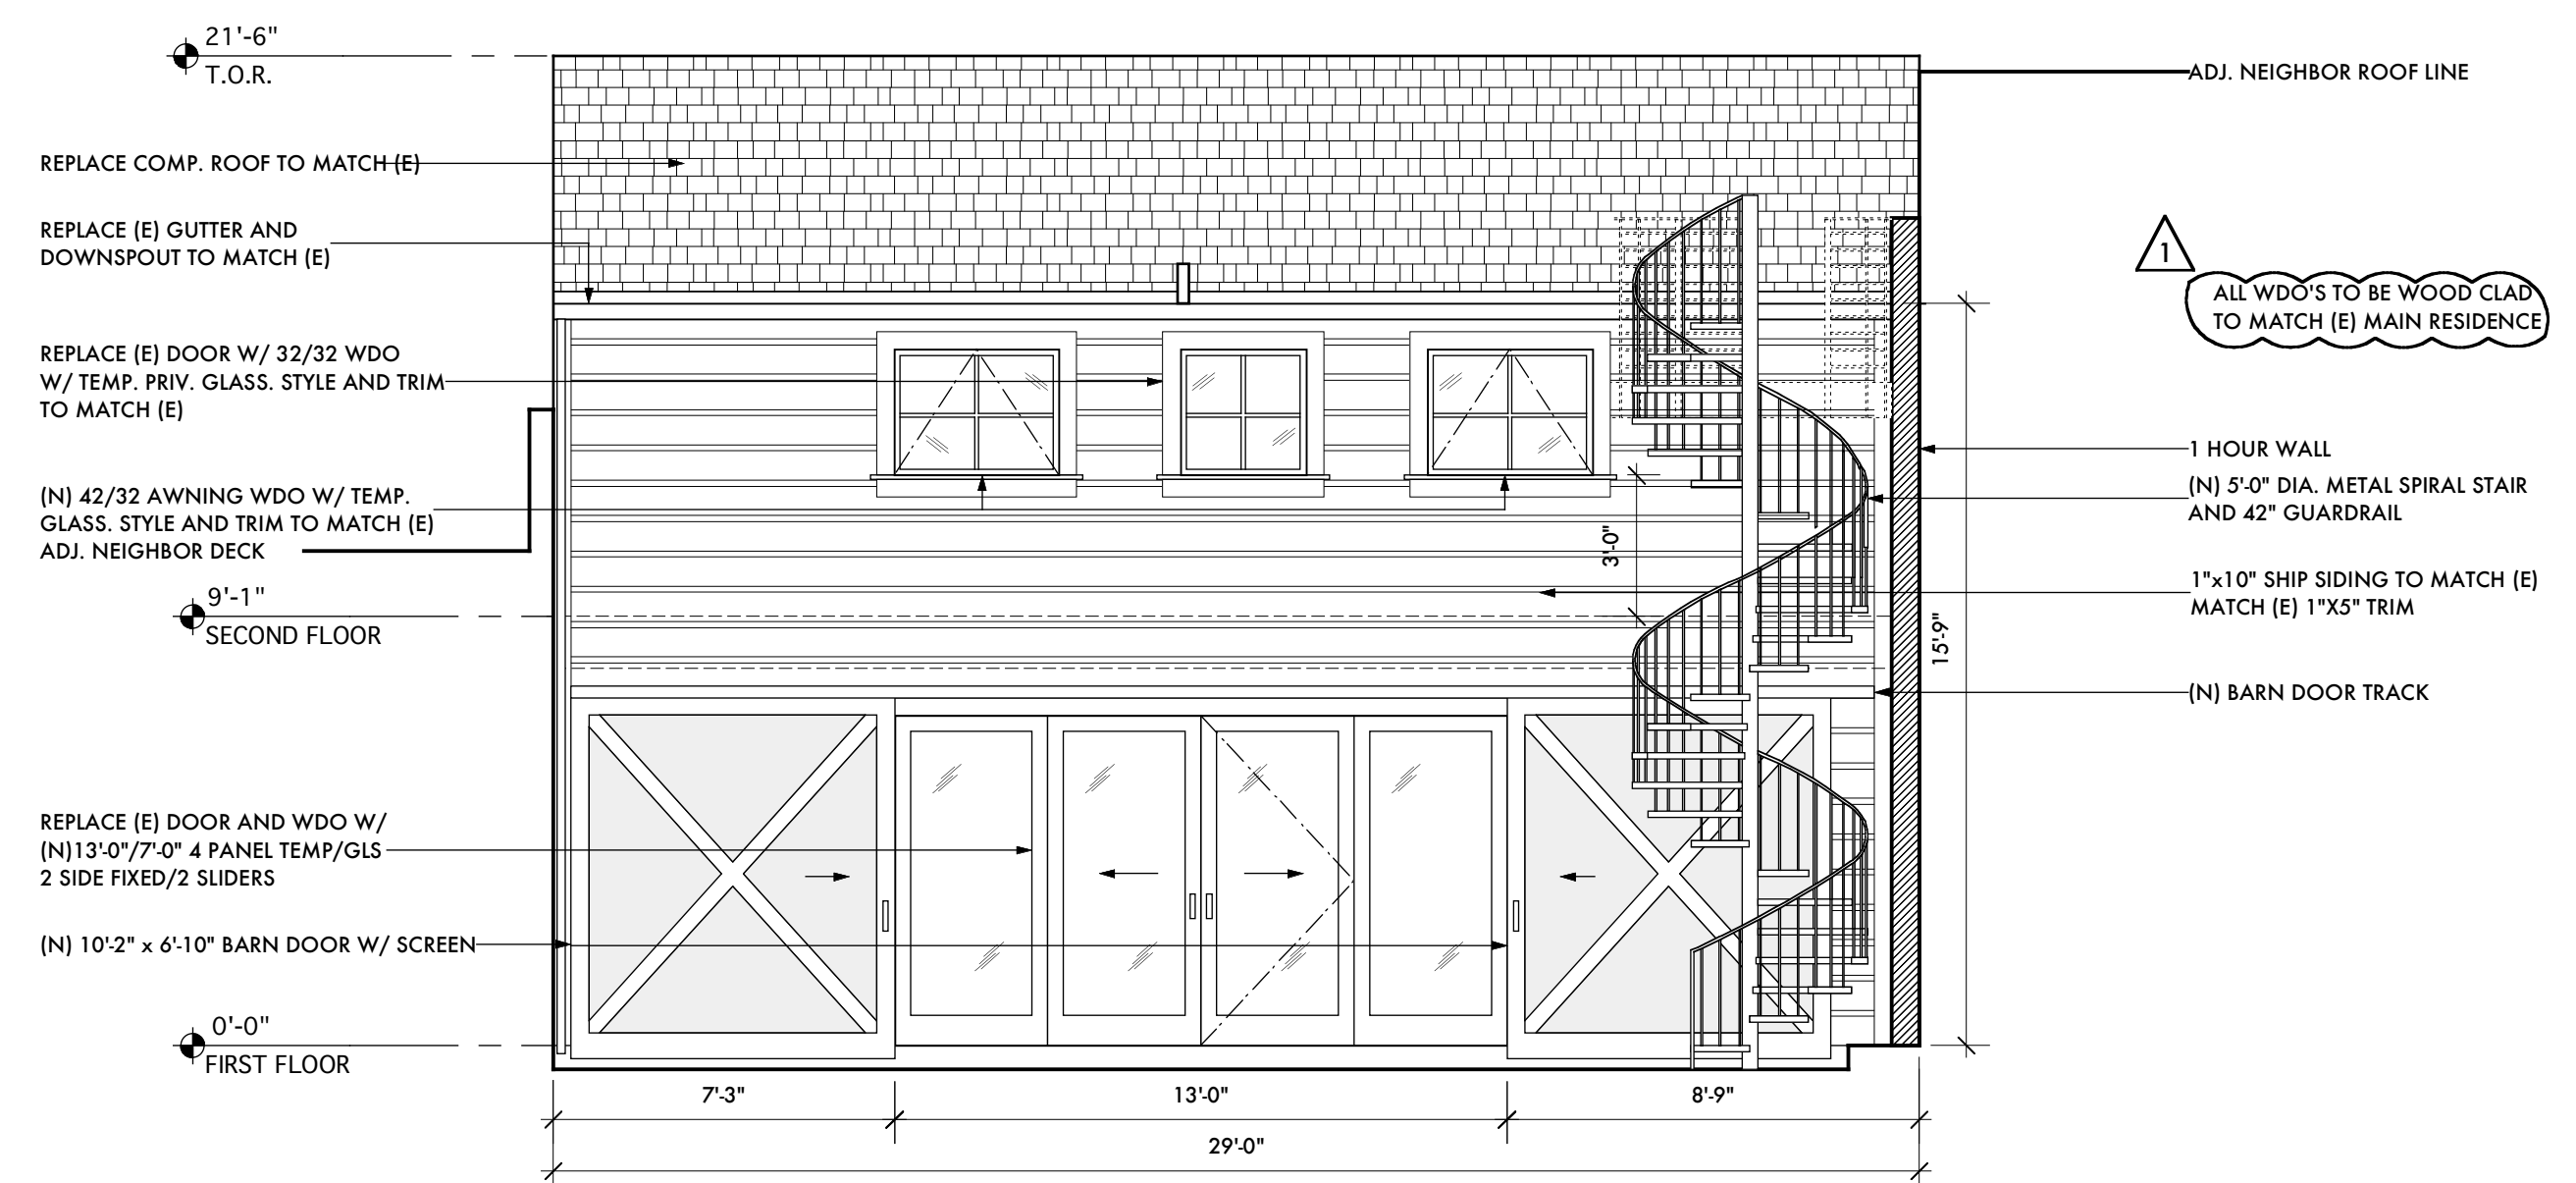 21'-6"
T.O.R.
REPLACE COMP. ROOF TO MATCH (E)
REPLACE (E) GUTTER AND
DOWNSPOUT TO MATCH (E)
REPLACE (E) DOOR W/ 32/32 WDO
W/ TEMP. PRIV. GLASS. STYLE AND TRIM
TO MATCH (E)
(N) 42/32 AWNING WDO W/ TEMP.
GLASS. STYLE AND TRIM TO MATCH (E)
ADJ. NEIGHBOR DECK
9'-1"
SECOND FLOOR
REPLACE (E) DOOR AND WDO W/
(N)13'-0"/7'-0" 4 PANEL TEMP/GLS
2 SIDE FIXED/2 SLIDERS
(N) 10'-2" x 6'-10" BARN DOOR W/ SCREEN
0'-0"
FIRST FLOOR
3'-0"
7'-3"
13'-0"
8'-9"
29'-0"
15'-9"
ADJ. NEIGHBOR ROOF LINE
1
ALL WDO'S TO BE WOOD CLAD
TO MATCH (E) MAIN RESIDENCE
1 HOUR WALL
(N) 5'-0" DIA. METAL SPIRAL STAIR
AND 42" GUARDRAIL
1"x10" SHIP SIDING TO MATCH (E)
MATCH (E) 1"X5" TRIM
(N) BARN DOOR TRACK